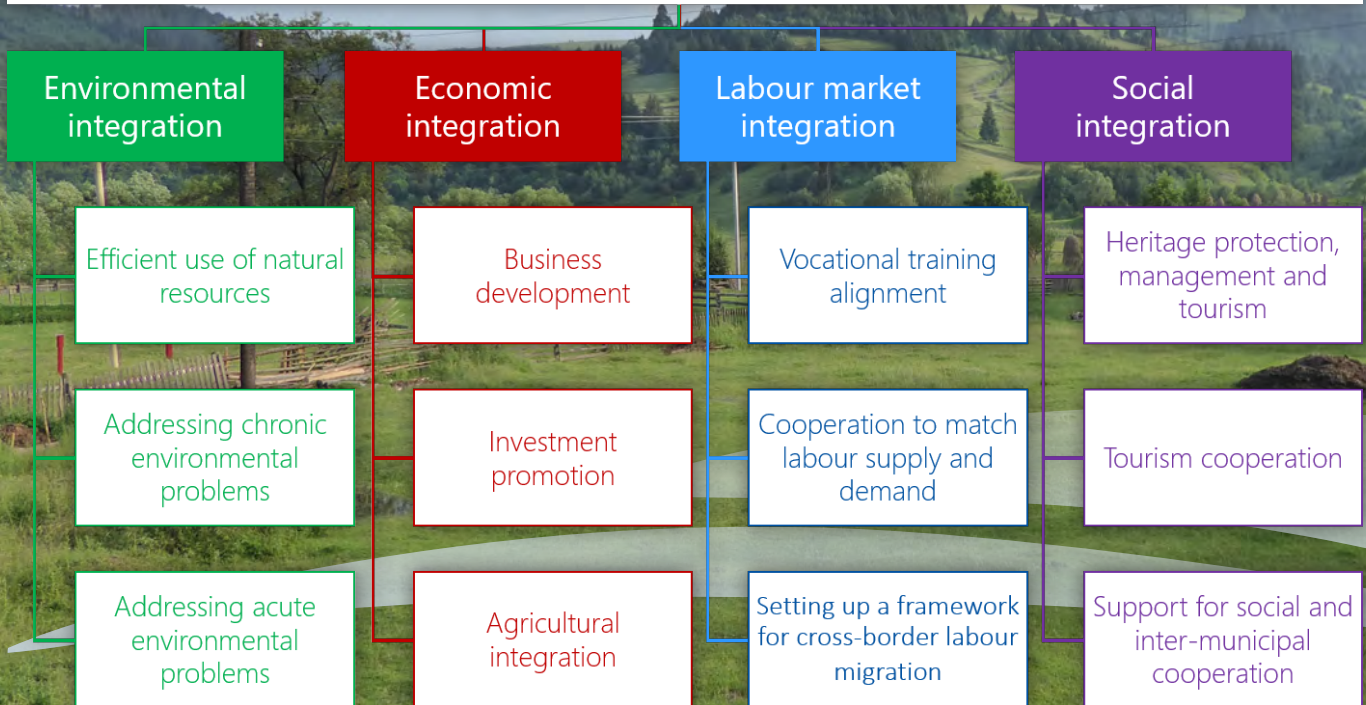 Environmental
integration
Economic
integration
Labour market
integration
Social
integration
Efficient use of natural
resources
Business
development
Vocational training
alignment
Heritage protection,
management and
tourism
Addressing chronic
environmental
problems
Investment
promotion
Cooperation to match
labour supply and
demand
Tourism cooperation
Addressing acute
environmental
problems
Agricultural
integration
Setting up a framework
for cross-border labour
migration
Support for social and
inter-municipal
cooperation